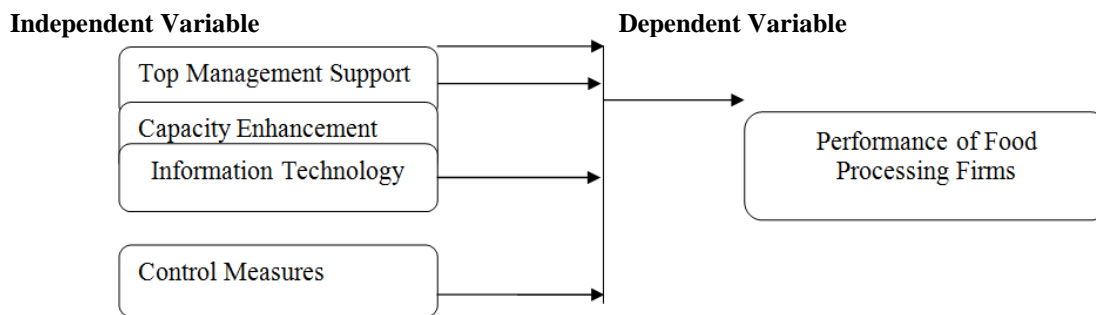 Independent Variable
Dependent Variable
Top Management Support
Capacity Enhancement
Information Technology
Control Measures
Performance of Food
Processing Firms